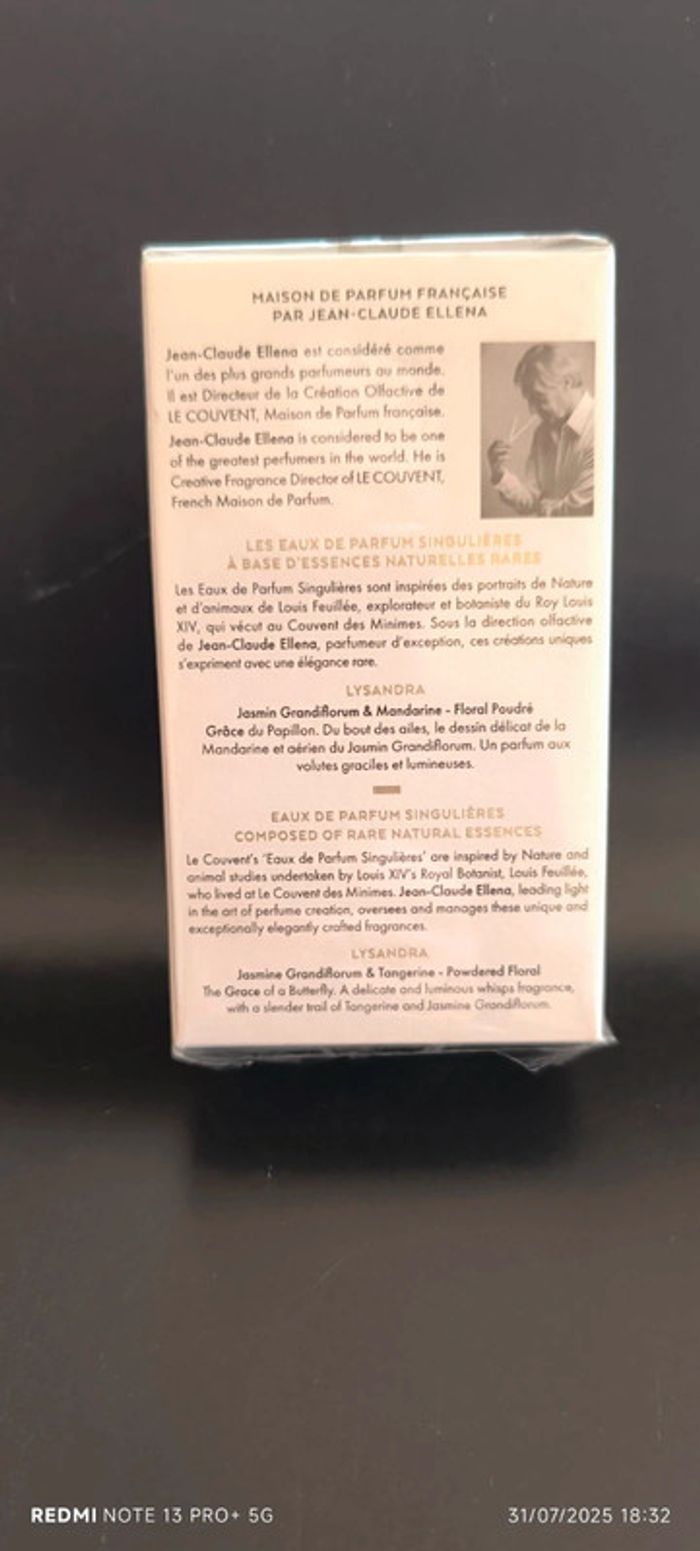 MAISON DE PARFUM FRANÇAISE
PAR JEAN-CLAUDE ELLENA
Jean-Claude Ellena est considéré comme
l'un des plus grands parfumeurs au monde.
Il est Directeur de la Création Olfactive de
LE COUVENT, Maison de Parfum française.
Jean-Claude Ellena is considered to be one
of the greatest perfumers in the world. He is
Creative Fragrance Director of LE COUVENT,
French Maison de Parfum.
LES EAUX DE PARFUM SINGULIÈRES
À BASE D'ESSENCES NATURELLES RARES
Les Eaux de Parfum Singulières sont inspirées des portraits de Nature
et d'animaux de Louis Feuillée, explorateur et botaniste du Roy Louis
XIV, qui vécut au Couvent des Minimes. Sous la direction olfactive
de Jean-Claude Ellena, parfumeur d'exception, ces créations uniques
s'expriment avec une élégance rare.
LYSANDRA
Jasmin Grandiflorum & Mandarine - Floral Poudré
Grâce du Papillon. Du bout des ailes, le dessin délicat de la
Mandarine et aérien du Jasmin Grandiflorum. Un parfum aux
volutes graciles et lumineuses.
EAUX DE PARFUM SINGULIÈRES
COMPOSED OF RARE NATURAL ESSENCES
Le Couvent's 'Eaux de Parfum Singulières' are inspired by Nature and
animal studies undertaken by Louis XIV's Royal Botanist, Louis Feuillée,
who lived at Le Couvent des Minimes. Jean-Claude Ellena, leading light
in the art of perfume creation, oversees and manages these unique and
exceptionally elegantly crafted fragrances.
LYSANDRA
Jasmine Grandiflorum & Tangerine - Powdered Floral
The Grace of a Butterfly. A delicate and luminous whisps fragrance,
with a slender trail of Tangerine and Jasmine Grandiflorum.
REDMI NOTE 13 PRO+ 5G
31/07/2025 18:32